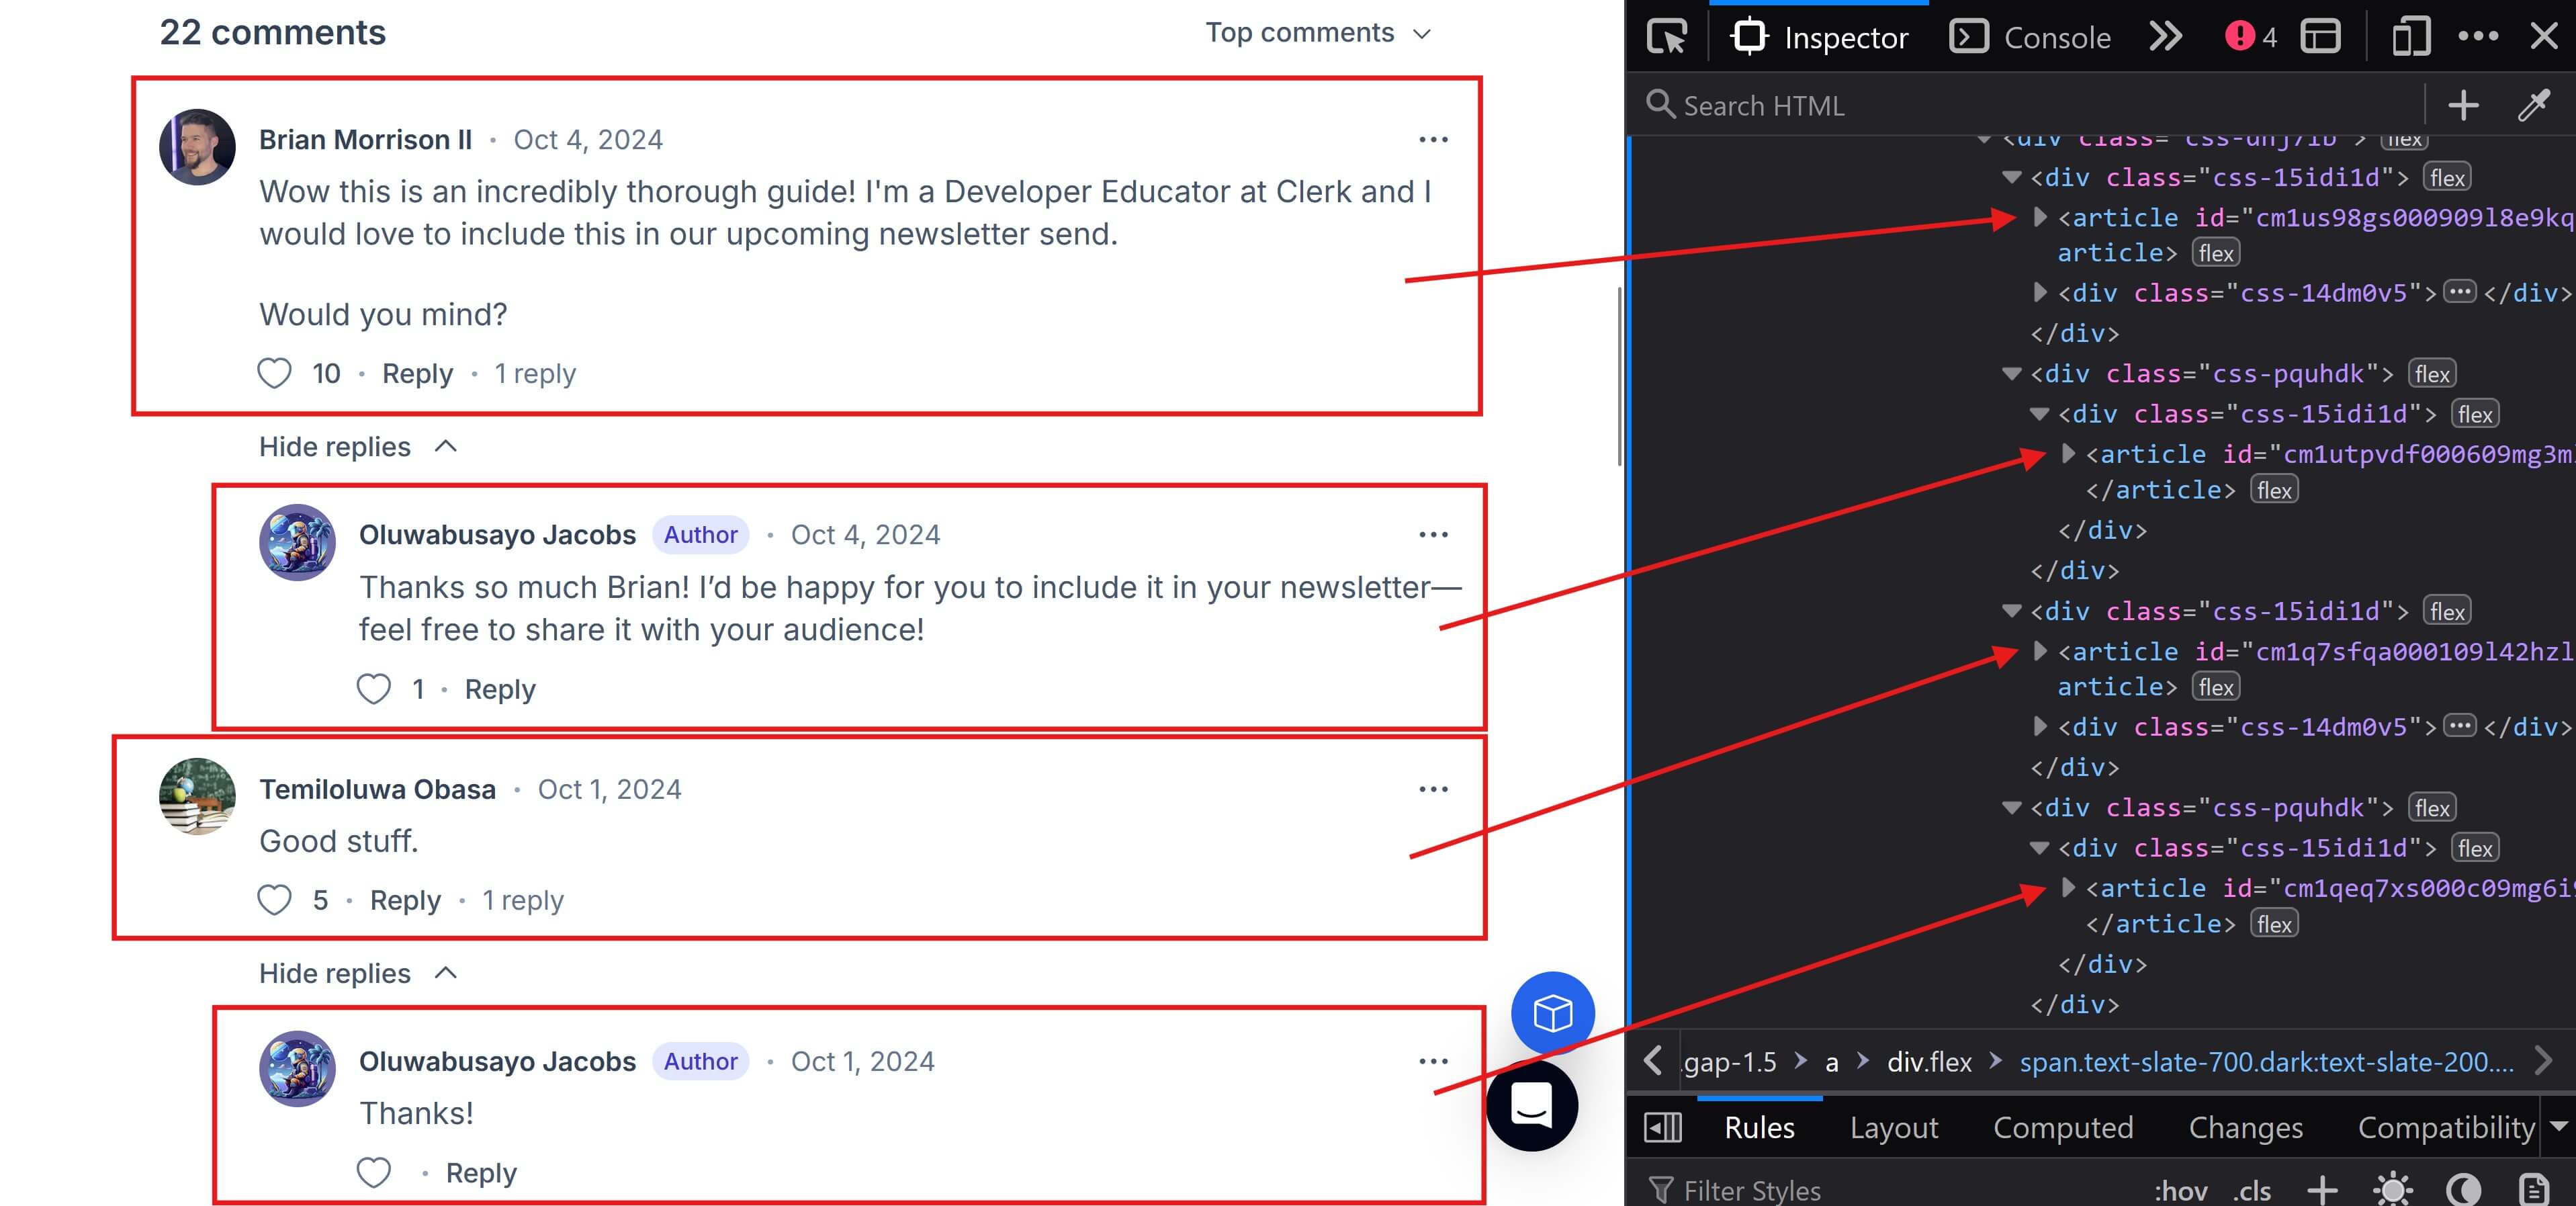 22 comments
Top comments
Brian Morrison II · Oct 4, 2024
Wow this is an incredibly thorough guide! I'm a Developer Educator at Clerk and I
would love to include this in our upcoming newsletter send.
Would you mind?
10 · Reply · 1 reply
Hide replies
Oluwabusayo Jacobs Author · Oct 4, 2024
Thanks so much Brian! I’d be happy for you to include it in your newsletter—
feel free to share it with your audience!
1 · Reply
Temiloluwa Obasa · Oct 1, 2024
Good stuff.
5 · Reply · 1 reply
Hide replies
Oluwabusayo Jacobs Author · Oct 1, 2024
Thanks!
· Reply
Inspector Console 4
Search HTML
<div class="css-15idi1d"> flex
<article id="cm1us98gs000909l8e9kq
article> flex
<div class="css-14dm0v5">···</div>
</div>
<div class="css-pquhdk"> flex
<div class="css-15idi1d"> flex
<article id="cm1utpvdf000609mg3m
</article> flex
</div>
</div>
<div class="css-15idi1d"> flex
<article id="cm1q7sfqa000109l42hzl
article> flex
<div class="css-14dm0v5">···</div>
</div>
<div class="css-pquhdk"> flex
<div class="css-15idi1d"> flex
<article id="cm1qeq7xs000c09mg6i
</article> flex
</div>
</div>
.gap-1.5 > a > div.flex > span.text-slate-700.dark:text-slate-200....
Rules Layout Computed Changes Compatibility
Filter Styles :hov .cls